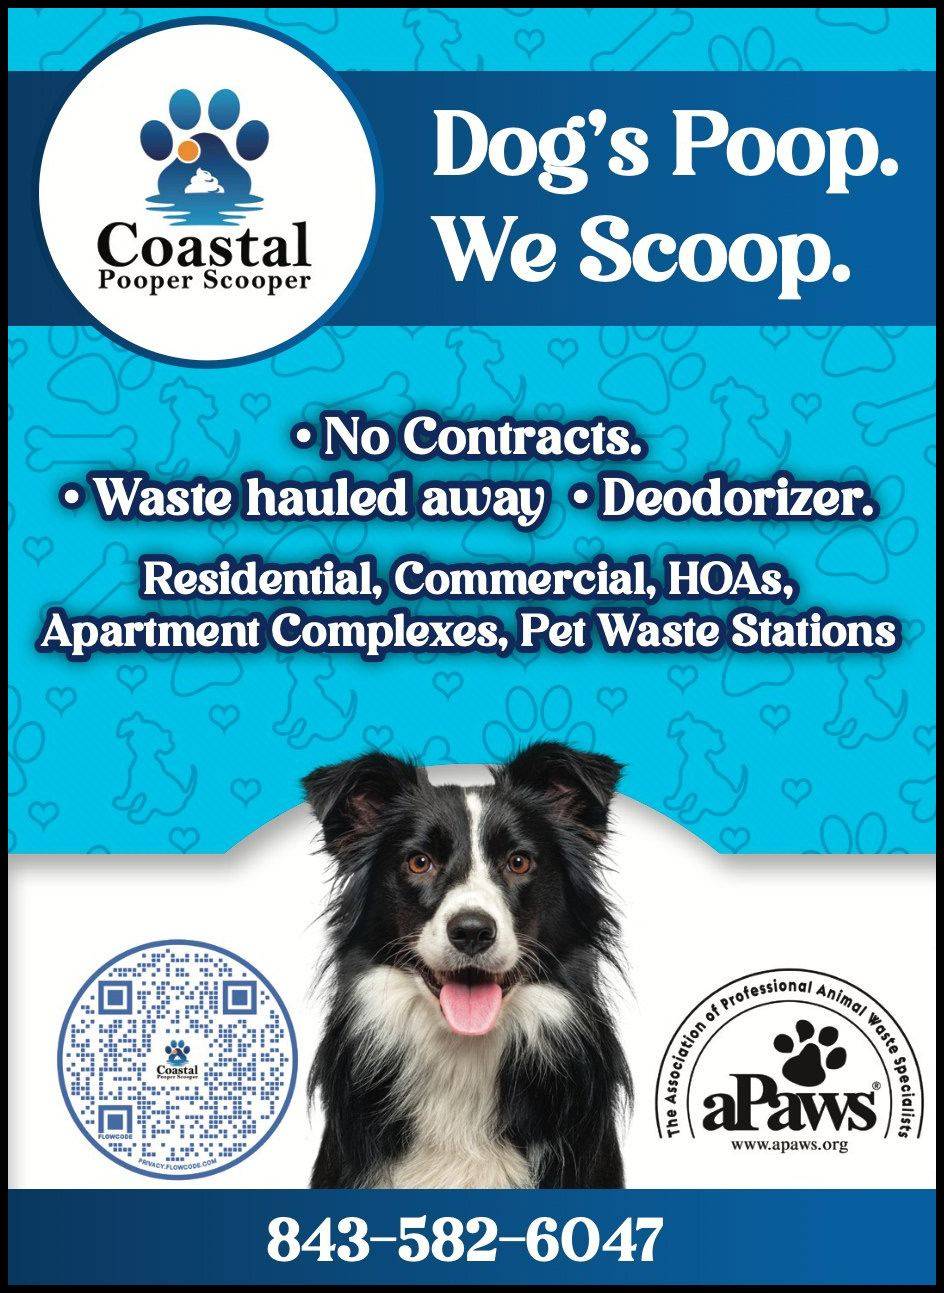 Coastal
Pooper Scooper
Dog's Poop.
We Scoop.
• No Contracts.
• Waste hauled away • Deodorizer.
Residential, Commercial, HOAs,
Apartment Complexes, Pet Waste Stations
Coastal
Pooper Scooper
FLOWCODE
PRIVACY.FLOWCODE.COM
The Association of Professional Animal Waste Specialists
aPaws®
www.apaws.org
843-582-6047